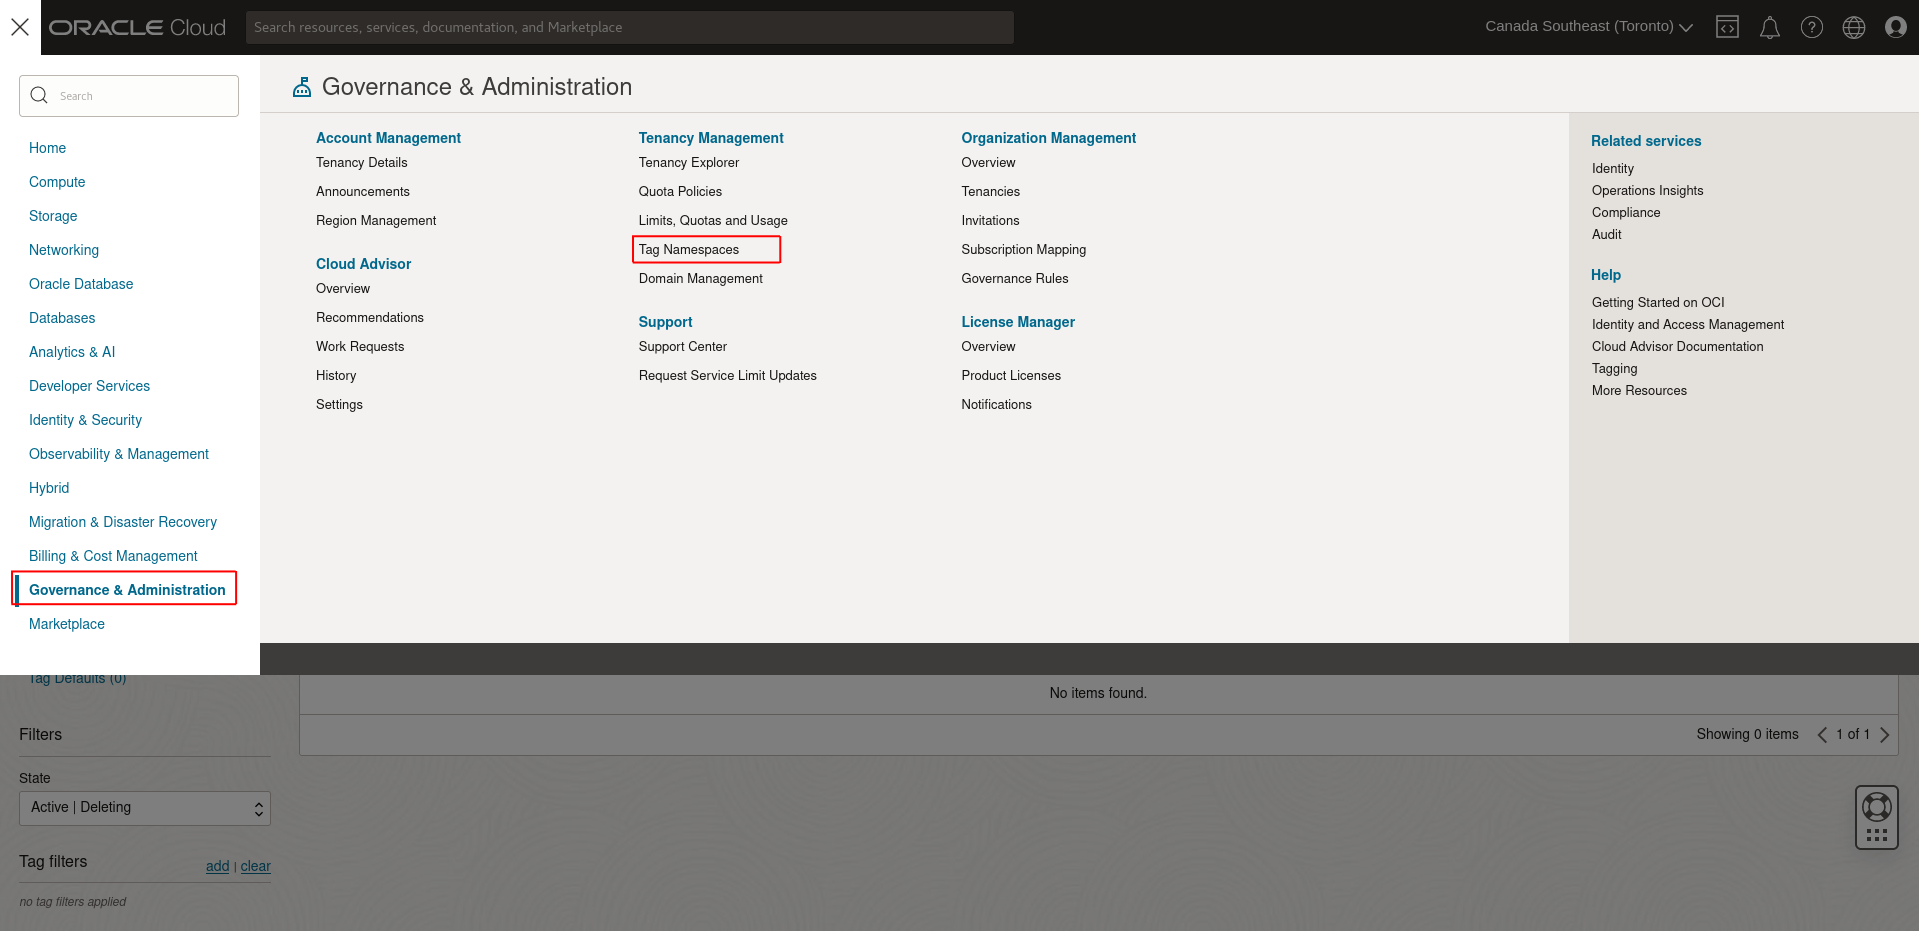 ORACLE Cloud
Search resources, services, documentation, and Marketplace
Canada Southeast (Toronto)
Search
Home
Compute
Storage
Networking
Oracle Database
Databases
Analytics & AI
Developer Services
Identity & Security
Observability & Management
Hybrid
Migration & Disaster Recovery
Billing & Cost Management
Governance & Administration
Marketplace
Governance & Administration
Account Management
Tenancy Details
Announcements
Region Management
Cloud Advisor
Overview
Recommendations
Work Requests
History
Settings
Tenancy Management
Tenancy Explorer
Quota Policies
Limits, Quotas and Usage
Tag Namespaces
Domain Management
Support
Support Center
Request Service Limit Updates
Organization Management
Overview
Tenancies
Invitations
Subscription Mapping
Governance Rules
License Manager
Overview
Product Licenses
Notifications
Related services
Identity
Operations Insights
Compliance
Audit
Help
Getting Started on OCI
Identity and Access Management
Cloud Advisor Documentation
Tagging
More Resources
Tag Defaults (0)
Filters
State
Active | Deleting
Tag filters
add | clear
no tag filters applied
No items found.
Showing 0 items
1 of 1